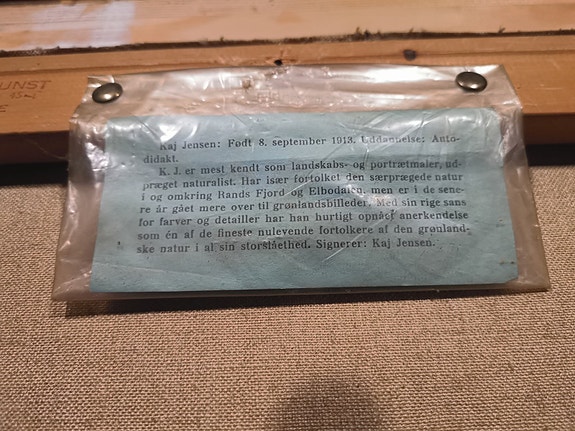 UNST
Kaj Jensen: Født 8. september 1913. Uddannelse: Auto-
didakt.
K. J. er mest kendt som landskabs- og portrætmaler, ud-
præget naturalist. Har især fortolket den særprægede natur
i og omkring Rands Fjord og Elbodalen, men er i de sene-
re år gået mere over til grønlandsbilleder. Med sin rige sans
for farver og detailler har han hurtigt opnået anerkendelse
som én af de fineste nulevende fortolkere af den grønland-
ske natur i al sin storslåethed. Signerer: Kaj Jensen.